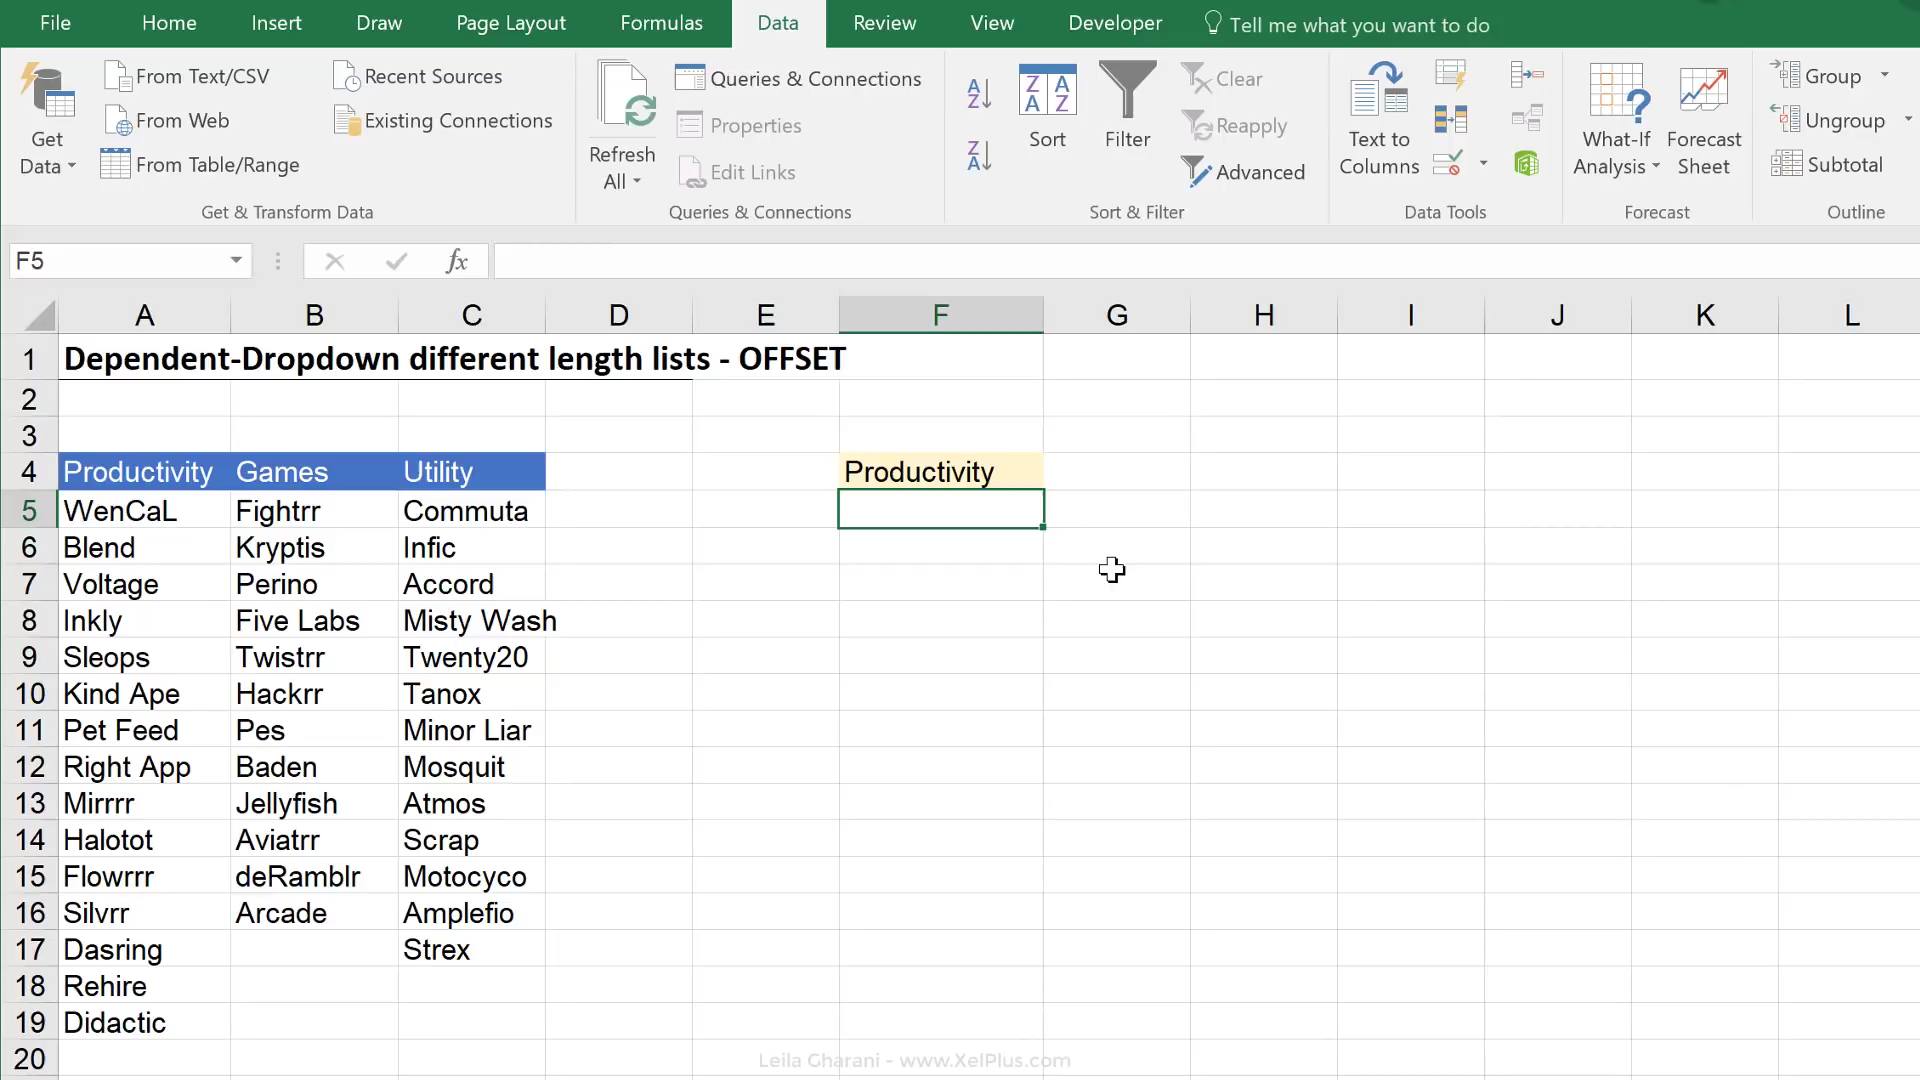 File Home Insert Draw Page Layout Formulas Data Review View Developer Tell me what you want to do
From Text/CSV Recent Sources Queries & Connections Clear Group
From Web Existing Connections Properties Reapply Ungroup
From Table/Range Edit Links Advanced Subtotal
Get Data Refresh All Sort Filter Text to Columns What-If Analysis Forecast Sheet
Get & Transform Data Queries & Connections Sort & Filter Data Tools Forecast Outline
F5 fx
A B C D E F G H I J K L
1 Dependent-Dropdown different length lists - OFFSET
2
3
4 Productivity Games Utility Productivity
5 WenCaL Fightrr Commuta
6 Blend Kryptis Infic
7 Voltage Perino Accord
8 Inkly Five Labs Misty Wash
9 Sleops Twistrr Twenty20
10 Kind Ape Hackrr Tanox
11 Pet Feed Pes Minor Liar
12 Right App Baden Mosquit
13 Mirrrr Jellyfish Atmos
14 Halotot Aviatrr Scrap
15 Flowrrr deRamblr Motocyco
16 Silvrr Arcade Amplefio
17 Dasring Strex
18 Rehire
19 Didactic
20
Leila Gharani - www.XelPlus.com